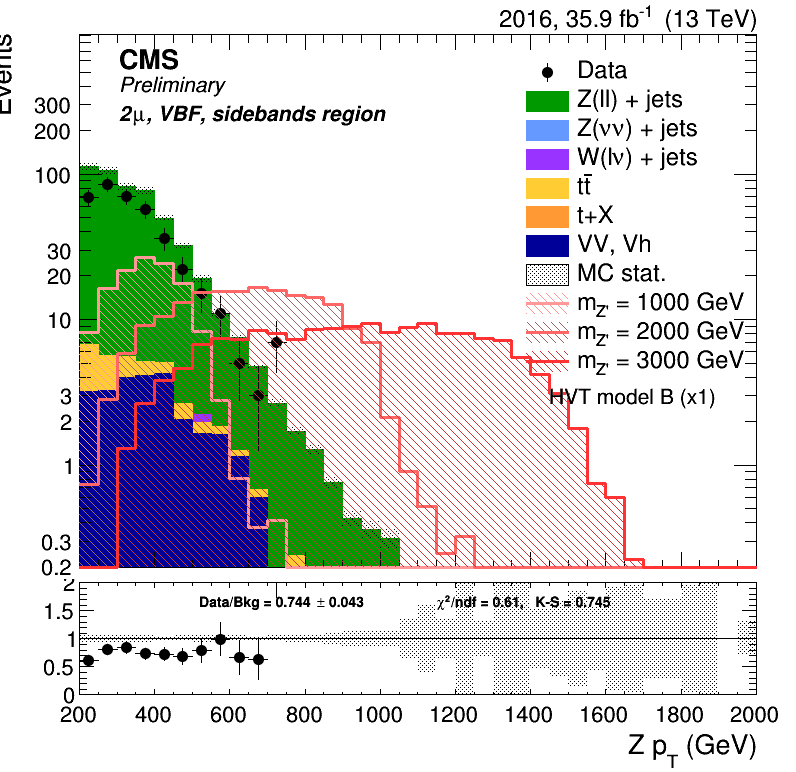 2016, 35.9 fb⁻¹ (13 TeV)
Events
CMS
Preliminary
2μ, VBF, sidebands region
Data
Z(ll) + jets
Z(νν) + jets
W(lν) + jets
tt̄
t+X
VV, Vh
MC stat.
m_Z' = 1000 GeV
m_Z' = 2000 GeV
m_Z' = 3000 GeV
HVT model B (x1)
300
200
100
30
20
10
3
2
1
0.3
0.2
2
1.5
1
0.5
0
Data/Bkg = 0.744 ± 0.043
χ²/ndf = 0.61, K-S = 0.745
200 400 600 800 1000 1200 1400 1600 1800 2000
Z p_T (GeV)